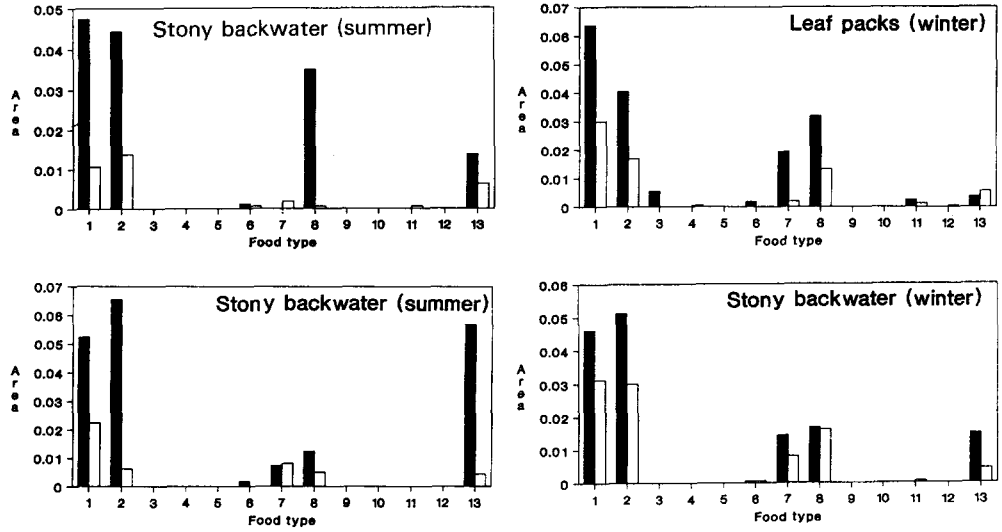 Stony backwater (summer)
0.05
0.04
0.03
0.02
0.01
0
Area
1 2 3 4 5 6 7 8 9 10 11 12 13
Food type
Leaf packs (winter)
0.07
0.06
0.05
0.04
0.03
0.02
0.01
0
Area
1 2 3 4 5 6 7 8 9 10 11 12 13
Food type
Stony backwater (summer)
0.07
0.06
0.05
0.04
0.03
0.02
0.01
0
Area
1 2 3 4 5 6 7 8 9 10 11 12 13
Food type
Stony backwater (winter)
0.06
0.05
0.04
0.03
0.02
0.01
0
Area
1 2 3 4 5 6 7 8 9 10 11 12 13
Food type